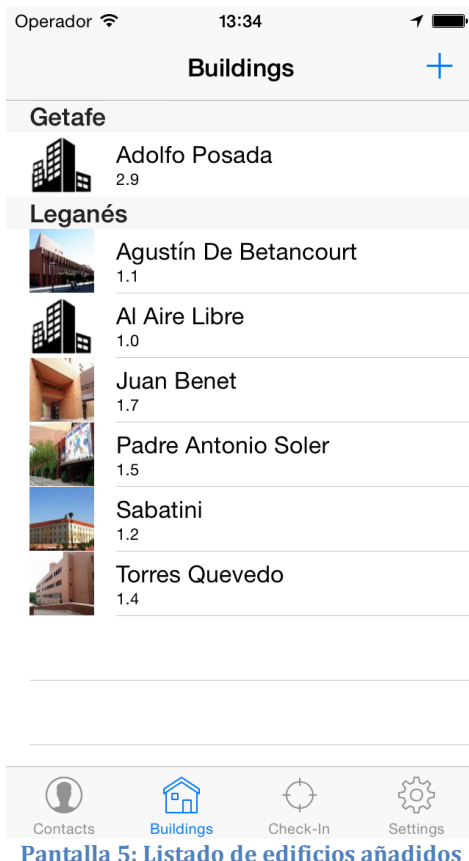 Operador 13:34
Buildings +
Getafe
Adolfo Posada
2.9
Leganés
Agustín De Betancourt
1.1
Al Aire Libre
1.0
Juan Benet
1.7
Padre Antonio Soler
1.5
Sabatini
1.2
Torres Quevedo
1.4
Contacts Buildings Check-In Settings
Pantalla 5: Listado de edificios añadidos